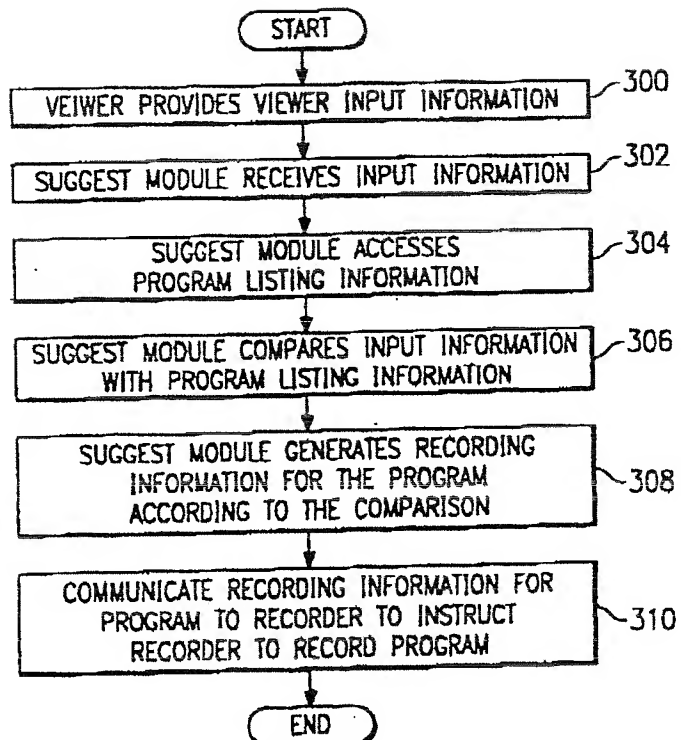 START
VEIWER PROVIDES VIEWER INPUT INFORMATION
300
SUGGEST MODULE RECEIVES INPUT INFORMATION
302
SUGGEST MODULE ACCESSES
PROGRAM LISTING INFORMATION
304
SUGGEST MODULE COMPARES INPUT INFORMATION
WITH PROGRAM LISTING INFORMATION
306
SUGGEST MODULE GENERATES RECORDING
INFORMATION FOR THE PROGRAM
ACCORDING TO THE COMPARISON
308
COMMUNICATE RECORDING INFORMATION FOR
PROGRAM TO RECORDER TO INSTRUCT
RECORDER TO RECORD PROGRAM
310
END